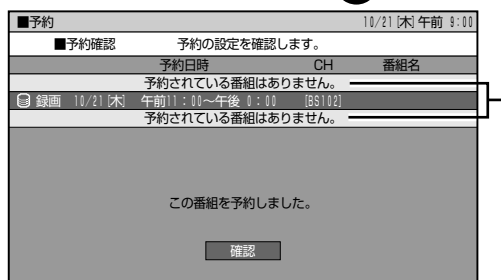 ■予約 10/21[木]午前 9:00
■予約確認 予約の設定を確認します。
予約日時 CH 番組名
予約されている番組はありません。
録画 10/21[木] 午前11:00～午後 0:00 [BS102]
予約されている番組はありません。
この番組を予約しました。
確認